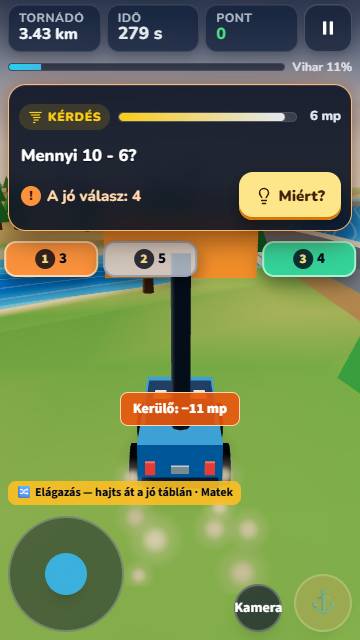 TORNÁDÓ
3.43 km
IDŐ
279 s
PONT
0
Vihar 11%
KÉRDÉS
6 mp
Mennyi 10 - 6?
! A jó válasz: 4
Miért?
1 3
2 5
3 4
Kerülő: −11 mp
Elágazás — hajts át a jó táblán · Matek
Kamera